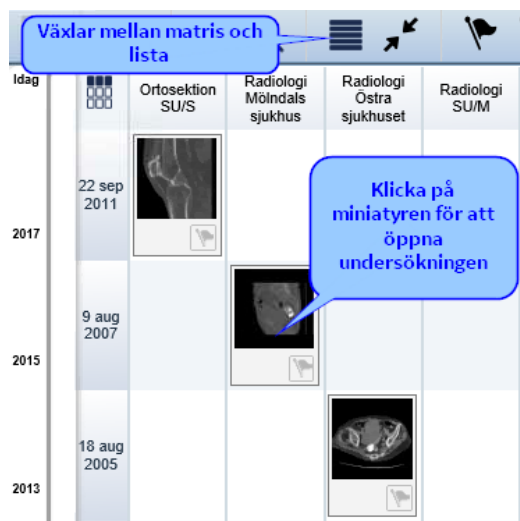 Växlar mellan matris och
lista
Idag
Ortosektion
SU/S
Radiologi
Mölndals
sjukhus
Radiologi
Östra
sjukhuset
Radiologi
SU/M
22 sep
2011
Klicka på
miniatyren för att
öppna
undersökningen
2017
9 aug
2007
2015
18 aug
2005
2013